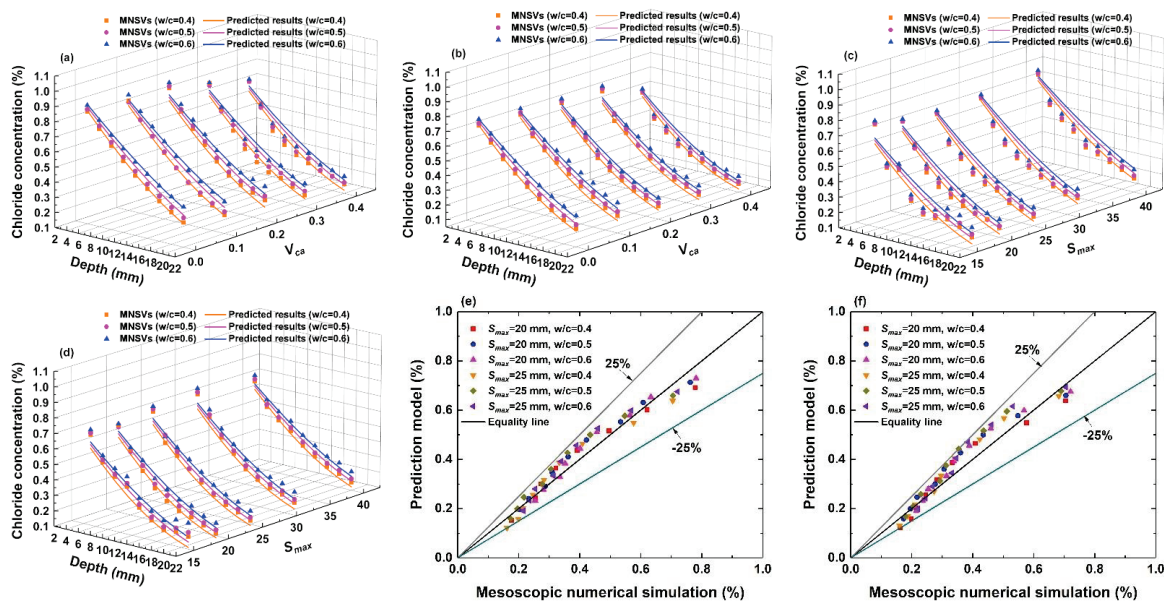 MNSVs (w/c=0.4) Predicted results (w/c=0.4)
MNSVs (w/c=0.5) Predicted results (w/c=0.5)
MNSVs (w/c=0.6) Predicted results (w/c=0.6)
(a)
1.1
1.0
0.9
0.8
0.7
0.6
0.5
0.4
0.3
0.2
0.1
Chloride concentration (%)
2 4 6 8 10 12 14 16 18 20 22
Depth (mm)
0.0 0.1 0.2 0.3 0.4
Vca
MNSVs (w/c=0.4) Predicted results (w/c=0.4)
MNSVs (w/c=0.5) Predicted results (w/c=0.5)
MNSVs (w/c=0.6) Predicted results (w/c=0.6)
(b)
1.1
1.0
0.9
0.8
0.7
0.6
0.5
0.4
0.3
0.2
0.1
Chloride concentration (%)
2 4 6 8 10 12 14 16 18 20 22
Depth (mm)
0.0 0.1 0.2 0.3 0.4
Vca
MNSVs (w/c=0.4) Predicted results (w/c=0.4)
MNSVs (w/c=0.5) Predicted results (w/c=0.5)
MNSVs (w/c=0.6) Predicted results (w/c=0.6)
(c)
1.1
1.0
0.9
0.8
0.7
0.6
0.5
0.4
0.3
0.2
0.1
Chloride concentration (%)
2 4 6 8 10 12 14 16 18 20 22
Depth (mm)
15 20 25 30 35 40
Smax
MNSVs (w/c=0.4) Predicted results (w/c=0.4)
MNSVs (w/c=0.5) Predicted results (w/c=0.5)
MNSVs (w/c=0.6) Predicted results (w/c=0.6)
(d)
1.1
1.0
0.9
0.8
0.7
0.6
0.5
0.4
0.3
0.2
0.1
Chloride concentration (%)
2 4 6 8 10 12 14 16 18 20 22
Depth (mm)
15 20 25 30 35 40
Smax
(e)
Smax=20 mm, w/c=0.4
Smax=20 mm, w/c=0.5
Smax=20 mm, w/c=0.6
Smax=25 mm, w/c=0.4
Smax=25 mm, w/c=0.5
Smax=25 mm, w/c=0.6
Equality line
25%
-25%
1.0
0.8
0.6
0.4
0.2
0.0
Prediction model (%)
0.0 0.2 0.4 0.6 0.8 1.0
Mesoscopic numerical simulation (%)
(f)
Smax=20 mm, w/c=0.4
Smax=20 mm, w/c=0.5
Smax=20 mm, w/c=0.6
Smax=25 mm, w/c=0.4
Smax=25 mm, w/c=0.5
Smax=25 mm, w/c=0.6
Equality line
25%
-25%
1.0
0.8
0.6
0.4
0.2
0.0
Prediction model (%)
0.0 0.2 0.4 0.6 0.8 1.0
Mesoscopic numerical simulation (%)